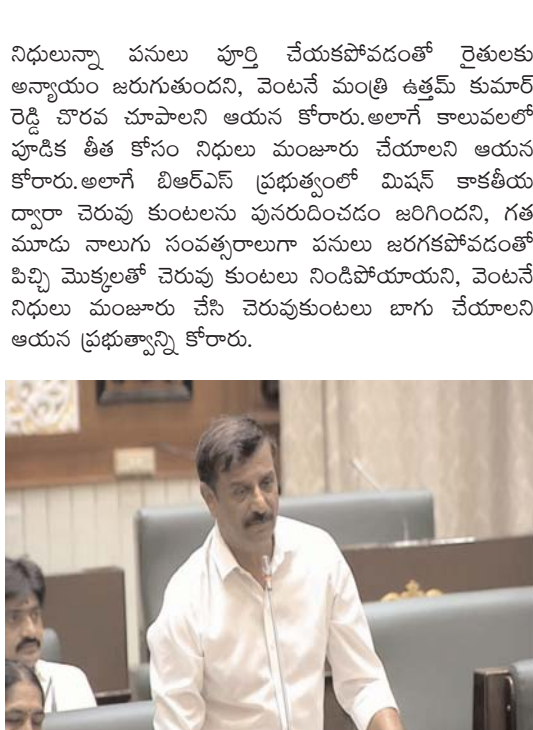 నిధులున్నా పనులు పూర్తి చేయకపోవడంతో రైతులకు
అన్యాయం జరుగుతుందని, వెంటనే మంత్రి ఉత్తమ్ కుమార్
రెడ్డి చొరవ చూపాలని ఆయన కోరారు.అలాగే కాలువలలో
పూడిక తీత కోసం నిధులు మంజూరు చేయాలని ఆయన
కోరారు.అలాగే బిఆర్ఎస్ ప్రభుత్వంలో మిషన్ కాకతీయ
ద్వారా చెరువు కుంటలను పునరుదించడం జరిగిందని, గత
మూడు నాలుగు సంవత్సరాలుగా పనులు జరగకపోవడంతో
పిచ్చి మొక్కలతో చెరువు కుంటలు నిండిపోయాయని, వెంటనే
నిధులు మంజూరు చేసి చెరువుకుంటలు బాగు చేయాలని
ఆయన ప్రభుత్వాన్ని కోరారు.